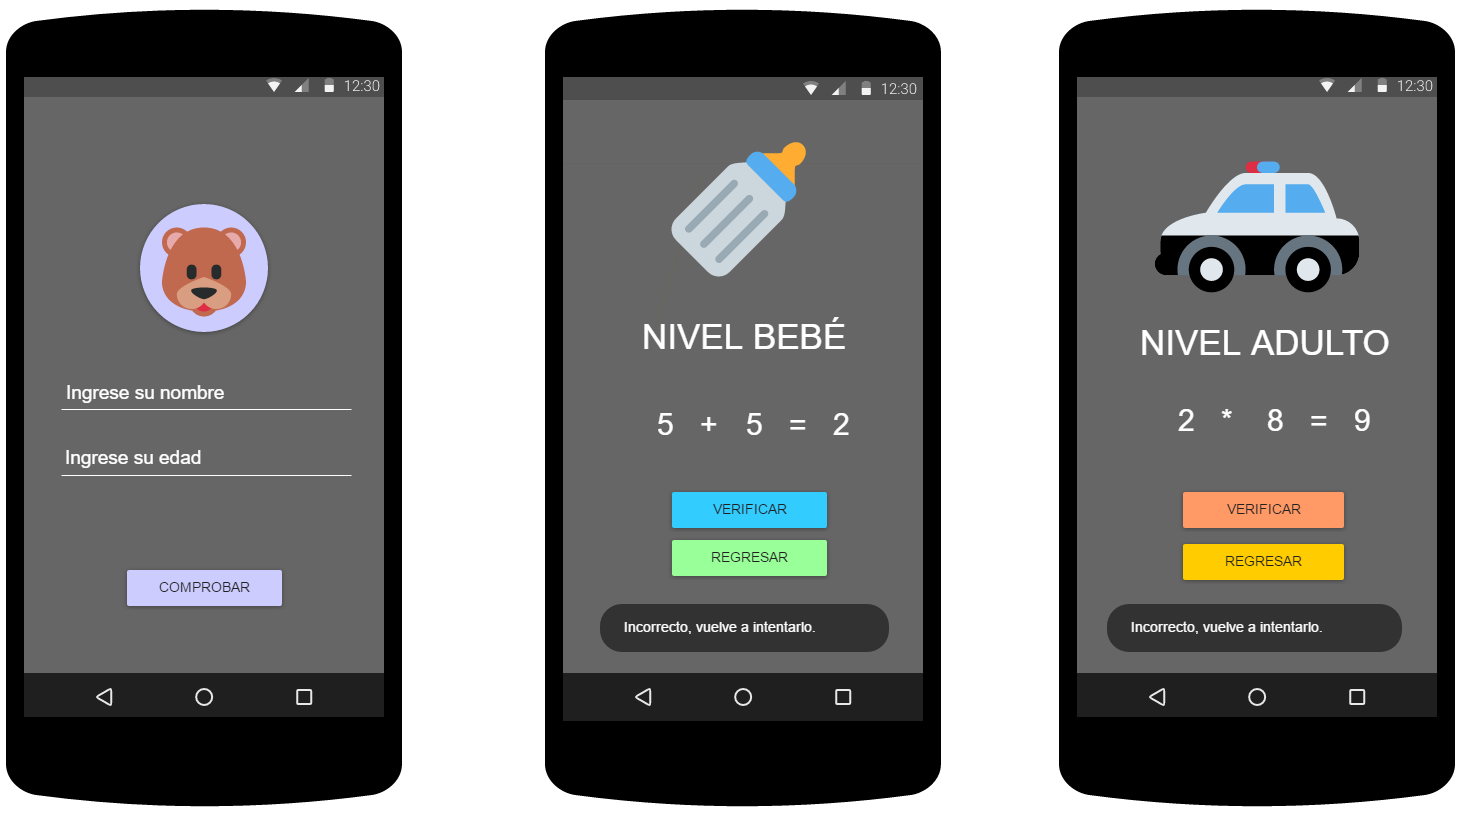 12:30
Ingrese su nombre
Ingrese su edad
COMPROBAR
12:30
NIVEL BEBÉ
5 + 5 = 2
VERIFICAR
REGRESAR
Incorrecto, vuelve a intentarlo.
12:30
NIVEL ADULTO
2 * 8 = 9
VERIFICAR
REGRESAR
Incorrecto, vuelve a intentarlo.